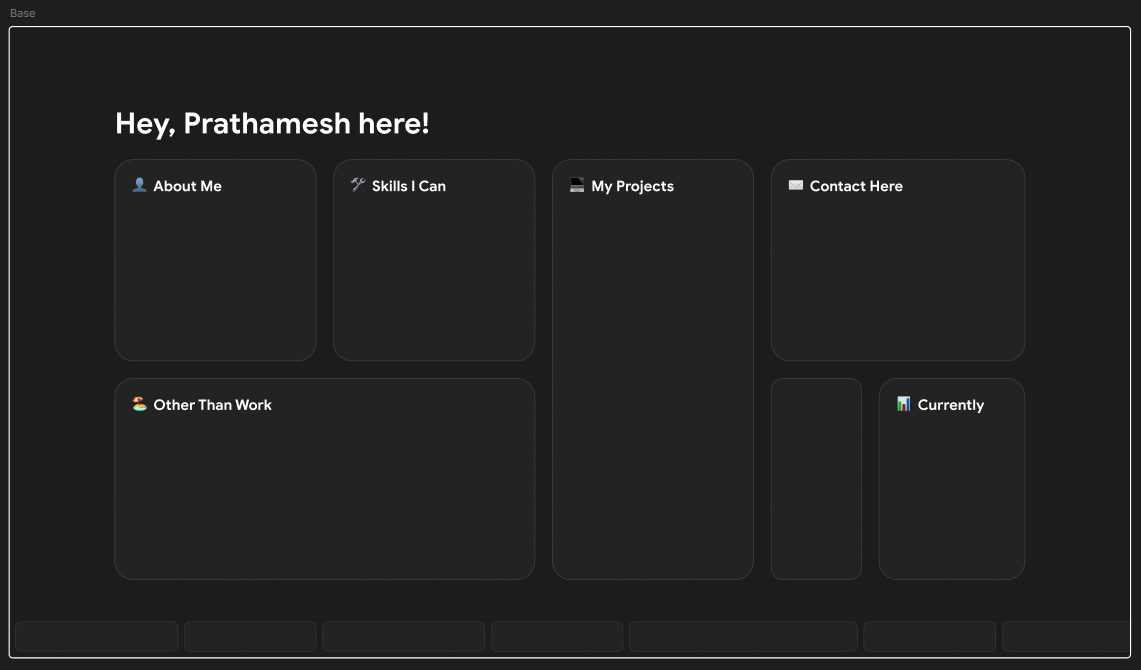 Base
Hey, Prathamesh here!
👤 About Me
🛠 Skills I Can
💻 My Projects
✉️ Contact Here
🏖 Other Than Work
📊 Currently